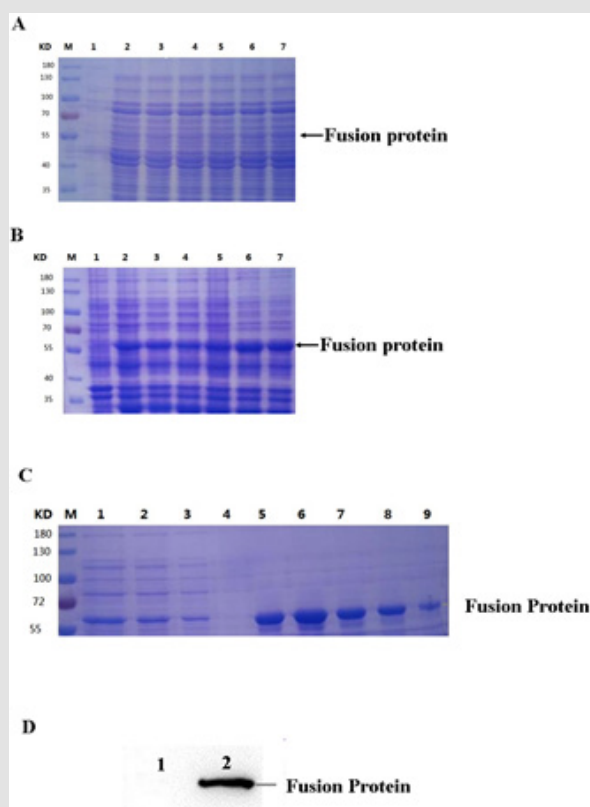 A
KD M 1 2 3 4 5 6 7
180
130
100
70
55 Fusion protein
40
35
B
KD M 1 2 3 4 5 6 7
180
130
100
70
55 Fusion protein
40
35
C
KD M 1 2 3 4 5 6 7 8 9
180
130
100
72 Fusion Protein
55
D
1 2
Fusion Protein